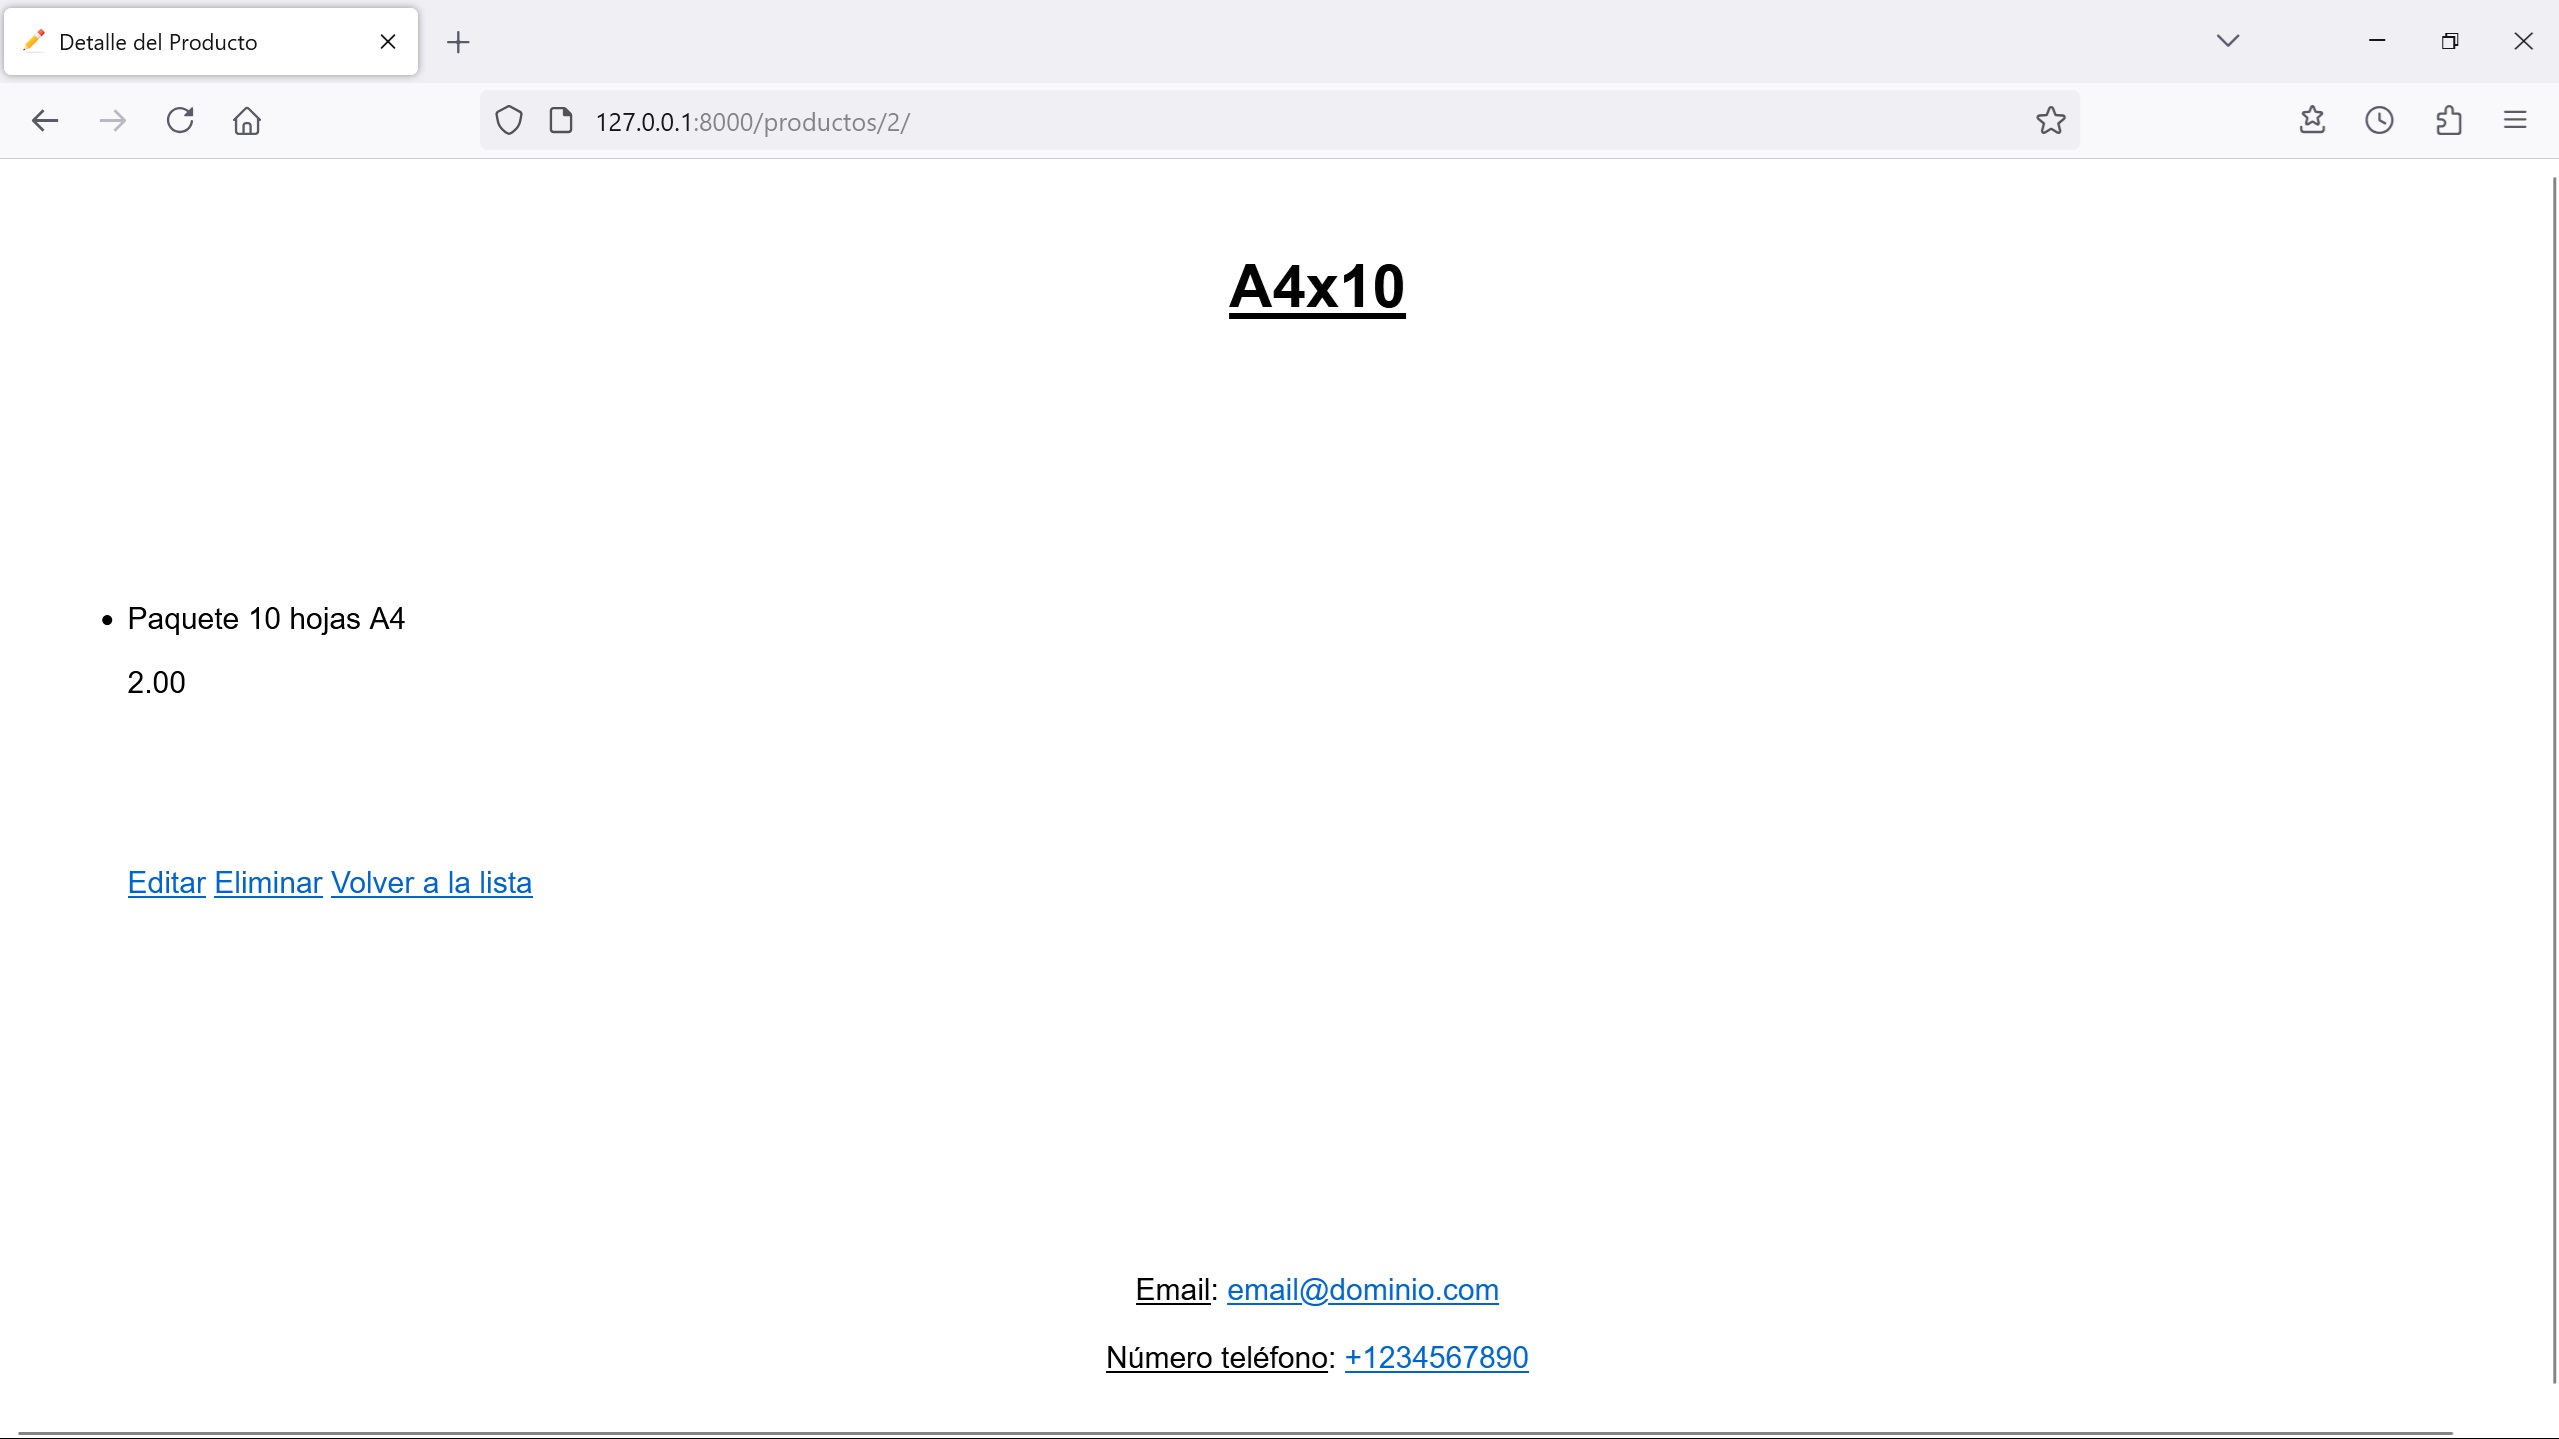 Detalle del Producto
127.0.0.1:8000/productos/2/
A4x10
Paquete 10 hojas A4
2.00
Editar Eliminar Volver a la lista
Email: email@dominio.com
Número teléfono: +1234567890